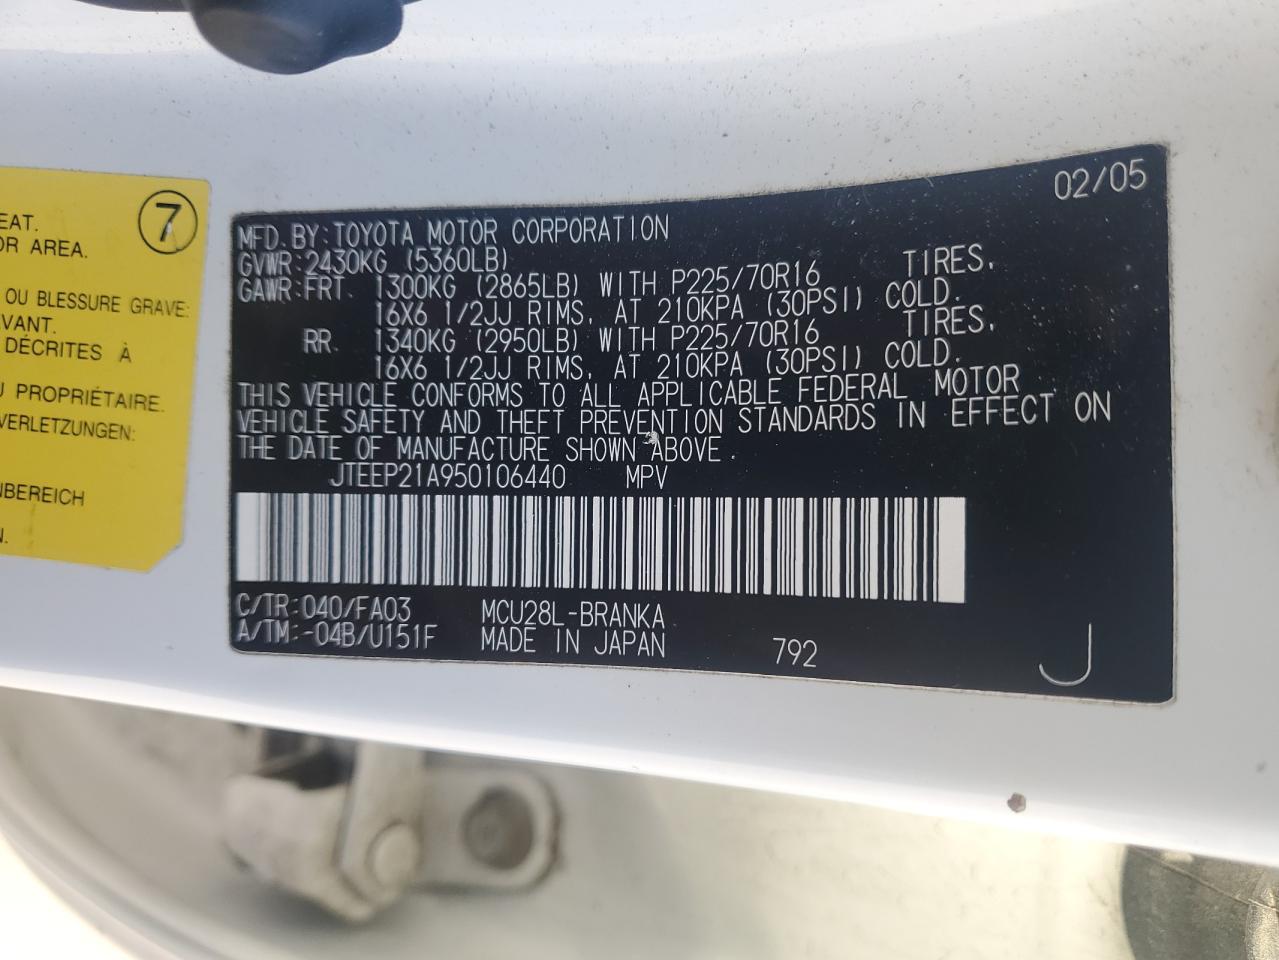 7
EAT.
OR AREA.
OU BLESSURE GRAVE:
VANT.
DÉCRITES À
U PROPRIÉTAIRE.
VERLETZUNGEN:
BEREICH
N.
02/05
MFD. BY: TOYOTA MOTOR CORPORATION
GVWR: 2430KG (5360LB)
GAWR: FRT. 1300KG (2865LB) WITH P225/70R16 TIRES,
16X6 1/2JJ RIMS, AT 210KPA (30PSI) COLD.
RR. 1340KG (2950LB) WITH P225/70R16 TIRES,
16X6 1/2JJ RIMS, AT 210KPA (30PSI) COLD.
THIS VEHICLE CONFORMS TO ALL APPLICABLE FEDERAL MOTOR
VEHICLE SAFETY AND THEFT PREVENTION STANDARDS IN EFFECT ON
THE DATE OF MANUFACTURE SHOWN ABOVE.
JTEEP21A950106440 MPV
C/TR: 040/FA03 MCU28L-BRANKA
A/TM: -04B/U151F MADE IN JAPAN 792 J